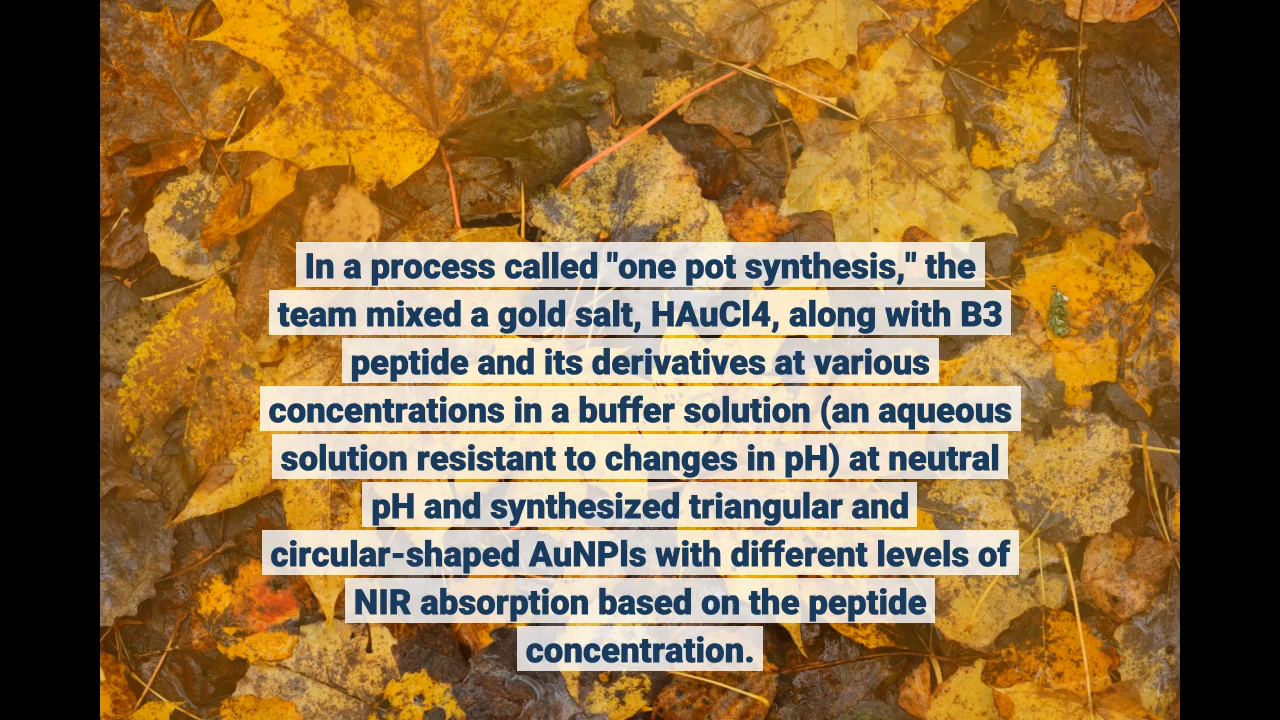 In a process called "one pot synthesis," the
team mixed a gold salt, HAuCl4, along with B3
peptide and its derivatives at various
concentrations in a buffer solution (an aqueous
solution resistant to changes in pH) at neutral
pH and synthesized triangular and
circular-shaped AuNPls with different levels of
NIR absorption based on the peptide
concentration.